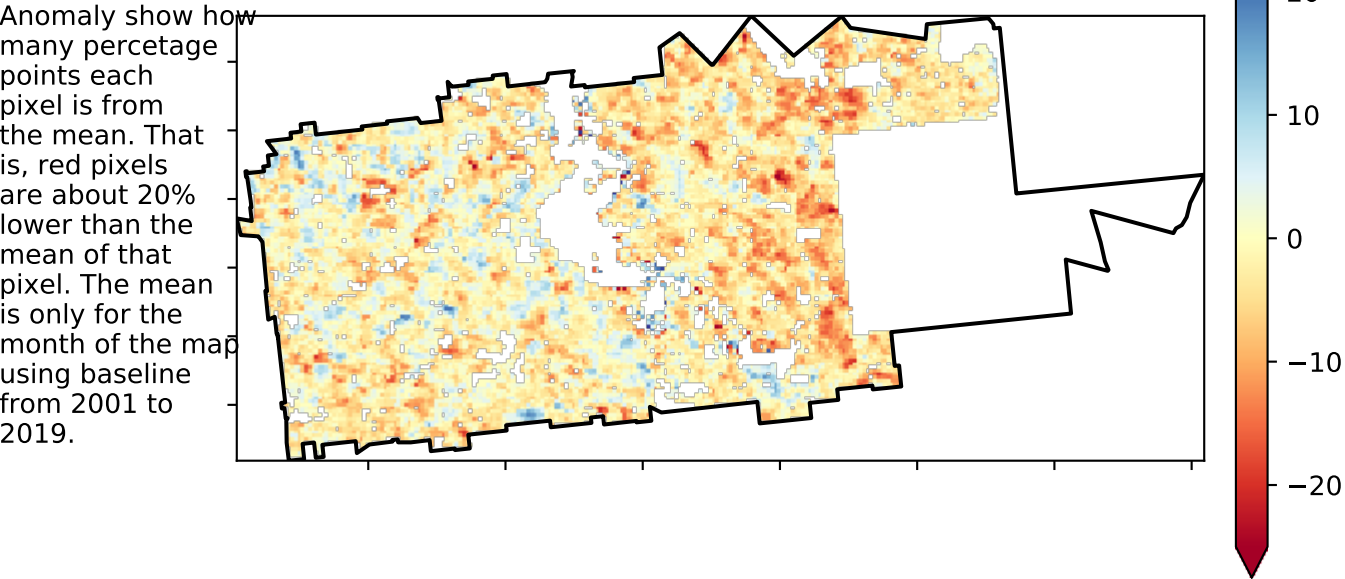 Anomaly show how
many percetage
points each
pixel is from
the mean. That
is, red pixels
are about 20%
lower than the
mean of that
pixel. The mean
is only for the
month of the map
using baseline
from 2001 to
2019.
10
0
−10
−20